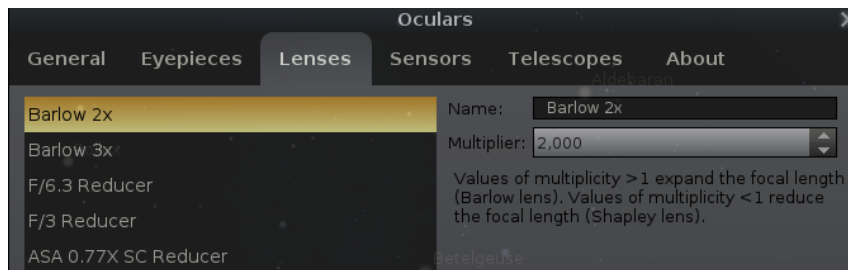 Oculars
General Eyepieces Lenses Sensors Telescopes About
Aldebaran
Barlow 2x
Barlow 3x
F/6.3 Reducer
F/3 Reducer
ASA 0.77X SC Reducer
Name: Barlow 2x
Multiplier: 2,000
Values of multiplicity >1 expand the focal length
(Barlow lens). Values of multiplicity <1 reduce
the focal length (Shapley lens).
Betelgeuse